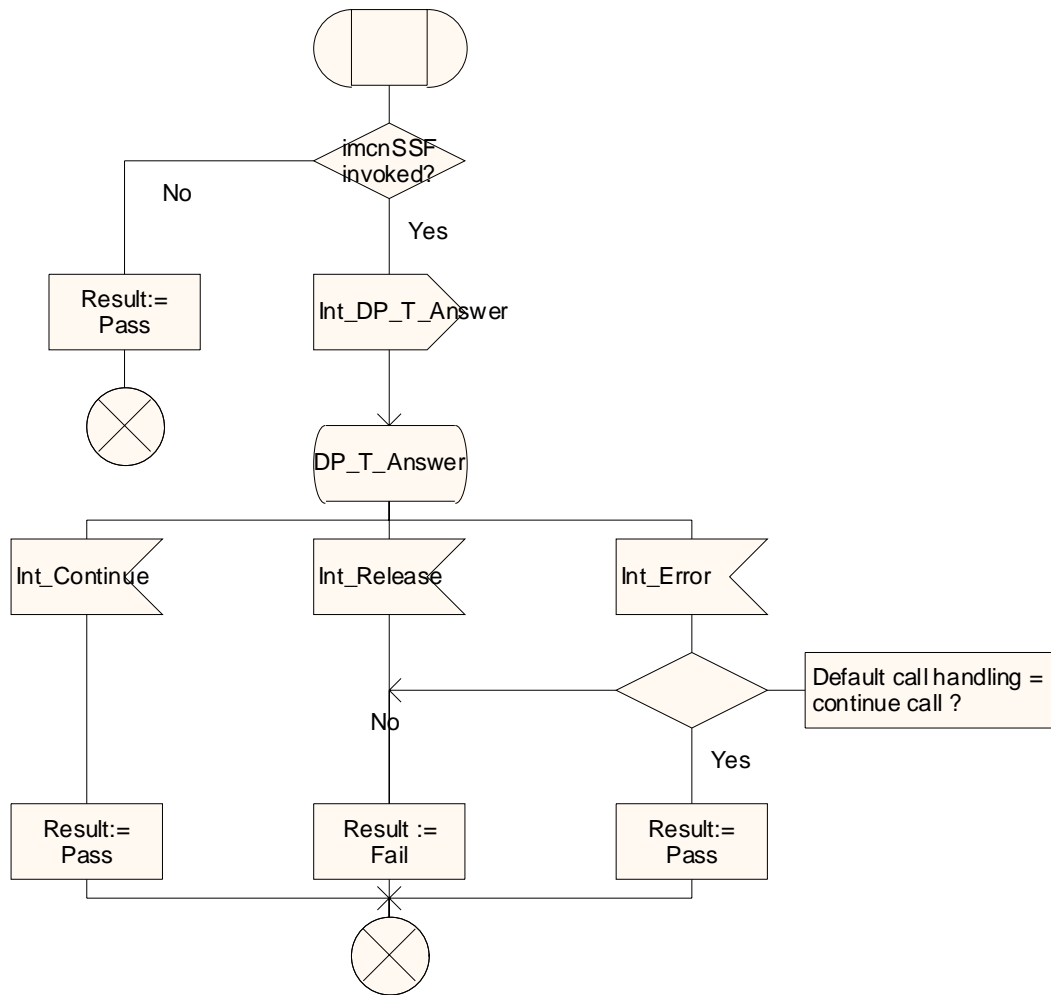 imcnSSF
invoked?
No
Yes
Result:=
Pass
Int_DP_T_Answer
DP_T_Answer
Int_Continue
Int_Release
Int_Error
Default call handling =
continue call ?
No
Yes
Result:=
Pass
Result :=
Fail
Result:=
Pass